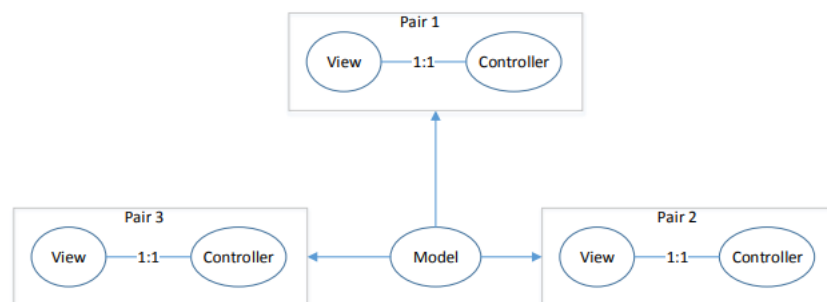 Pair 1
View 1:1 Controller
Pair 3
View 1:1 Controller
Model
Pair 2
View 1:1 Controller